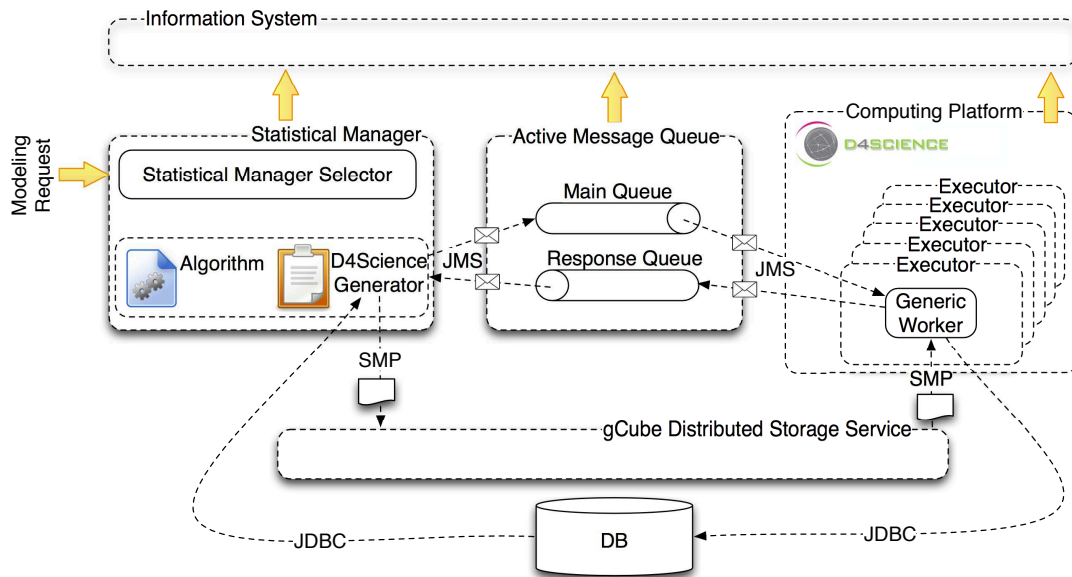 Information System
Statistical Manager
Active Message Queue
Computing Platform
D4SCIENCE
Modeling
Request
Statistical Manager Selector
Main Queue
Executor
Executor
Executor
Executor
Executor
Algorithm
D4Science
Generator
JMS
Response Queue
JMS
Generic
Worker
SMP
SMP
gCube Distributed Storage Service
JDBC
DB
JDBC